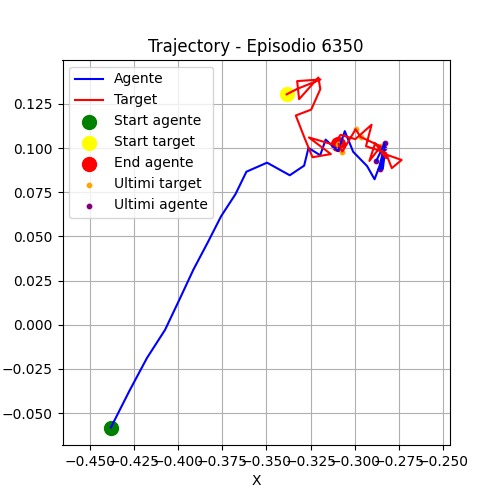 Trajectory - Episodio 6350
Agente
Target
Start agente
Start target
End agente
Ultimi target
Ultimi agente
0.125
0.100
0.075
0.050
0.025
0.000
−0.025
−0.050
−0.450−0.425−0.400−0.375−0.350−0.325−0.300−0.275−0.250
X